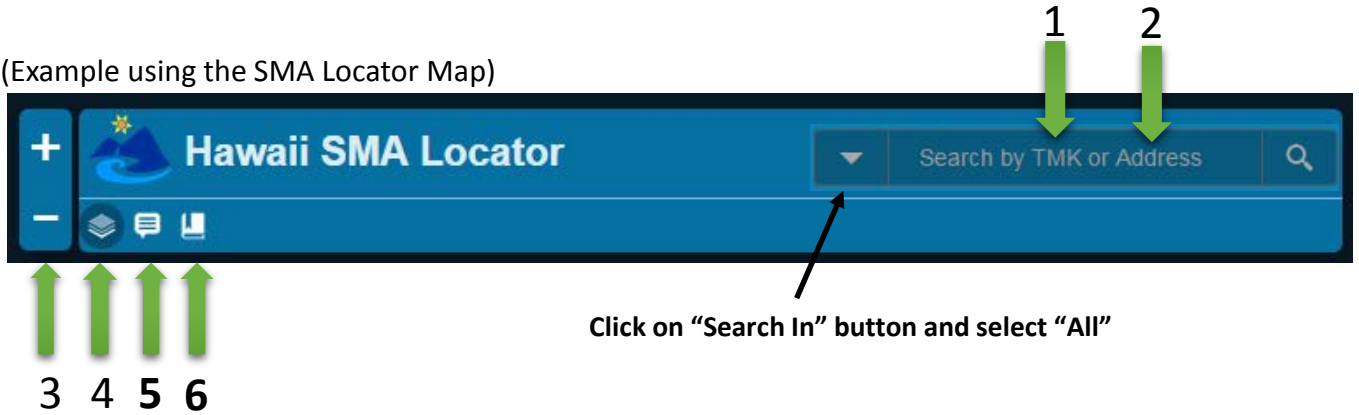 1 2
(Example using the SMA Locator Map)
+ Hawaii SMA Locator Search by TMK or Address
−
Click on “Search In” button and select “All”
3 4 5 6